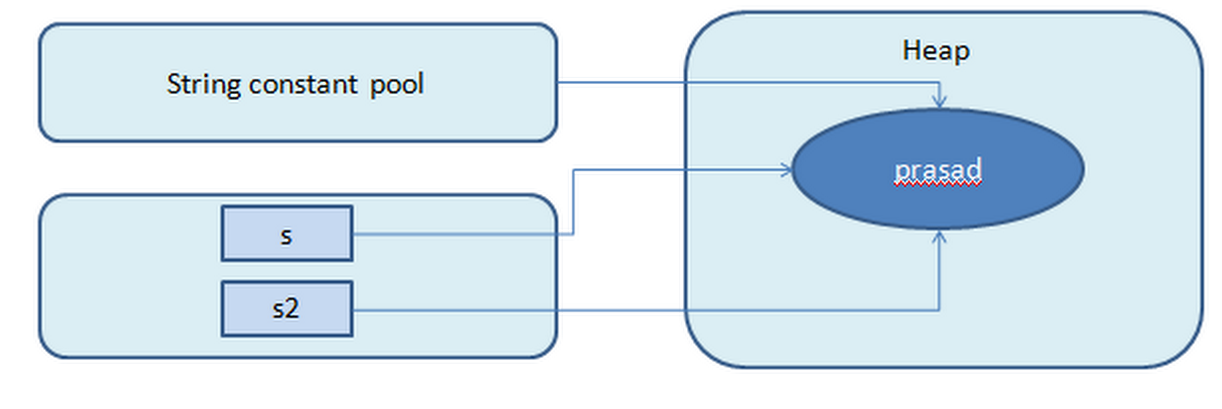 String constant pool
Heap
prasad
s
s2